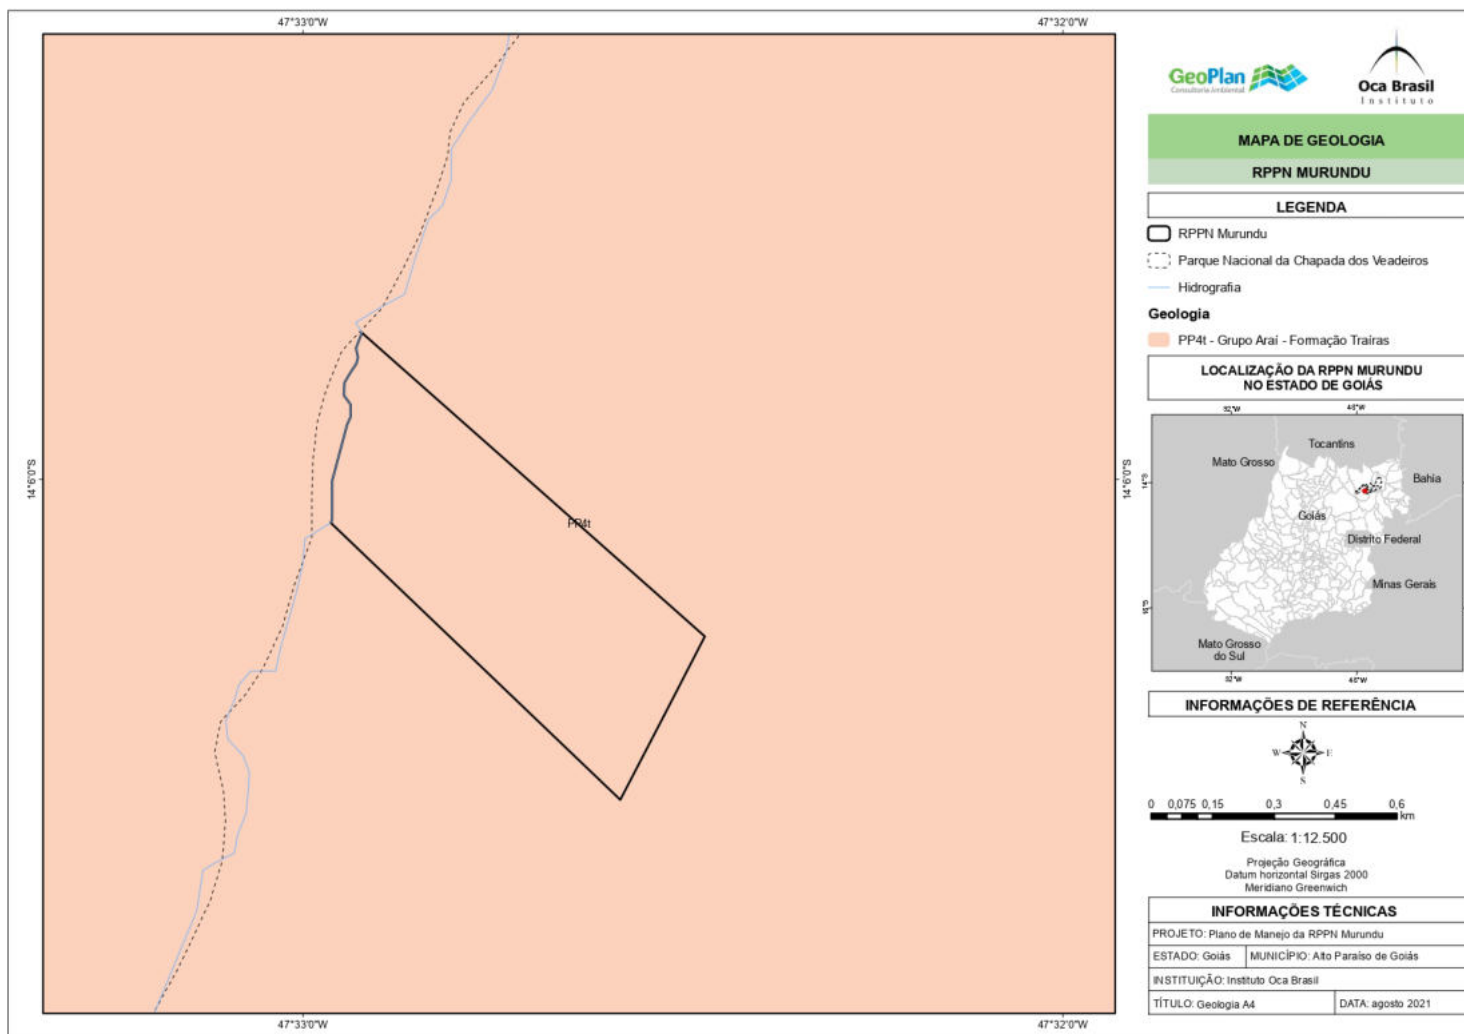 47°33'0"W
47°32'0"W
14°6'0"S
14°6'0"S
PP4t
47°33'0"W
47°32'0"W
GeoPlan
Consultoria Ambiental
Oca Brasil
Instituto
MAPA DE GEOLOGIA
RPPN MURUNDU
LEGENDA
RPPN Murundu
Parque Nacional da Chapada dos Veadeiros
Hidrografia
Geologia
PP4t - Grupo Araí - Formação Traíras
LOCALIZAÇÃO DA RPPN MURUNDU
NO ESTADO DE GOIÁS
Tocantins
Mato Grosso
Bahia
Goiás
Distrito Federal
Minas Gerais
Mato Grosso
do Sul
INFORMAÇÕES DE REFERÊNCIA
N
W E
S
0 0,075 0,15 0,3 0,45 0,6
km
Escala: 1:12.500
Projeção Geográfica
Datum horizontal Sirgas 2000
Meridiano Greenwich
INFORMAÇÕES TÉCNICAS
PROJETO: Plano de Manejo da RPPN Murundu
ESTADO: Goiás MUNICÍPIO: Alto Paraíso de Goiás
INSTITUIÇÃO: Instituto Oca Brasil
TÍTULO: Geologia A4 DATA: agosto 2021